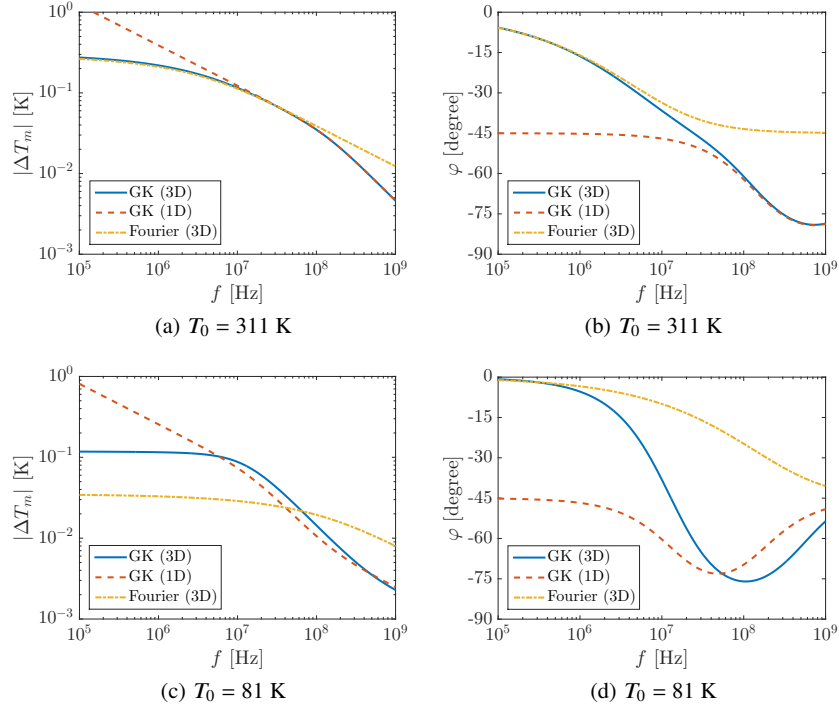 10^0
10^-1
10^-2
10^-3
|ΔT_m| [K]
GK (3D)
GK (1D)
Fourier (3D)
10^5 10^6 10^7 10^8 10^9
f [Hz]
(a) T_0 = 311 K
0
-15
-30
-45
-60
-75
-90
φ [degree]
GK (3D)
GK (1D)
Fourier (3D)
10^5 10^6 10^7 10^8 10^9
f [Hz]
(b) T_0 = 311 K
10^0
10^-1
10^-2
10^-3
|ΔT_m| [K]
GK (3D)
GK (1D)
Fourier (3D)
10^5 10^6 10^7 10^8 10^9
f [Hz]
(c) T_0 = 81 K
0
-15
-30
-45
-60
-75
-90
φ [degree]
GK (3D)
GK (1D)
Fourier (3D)
10^5 10^6 10^7 10^8 10^9
f [Hz]
(d) T_0 = 81 K